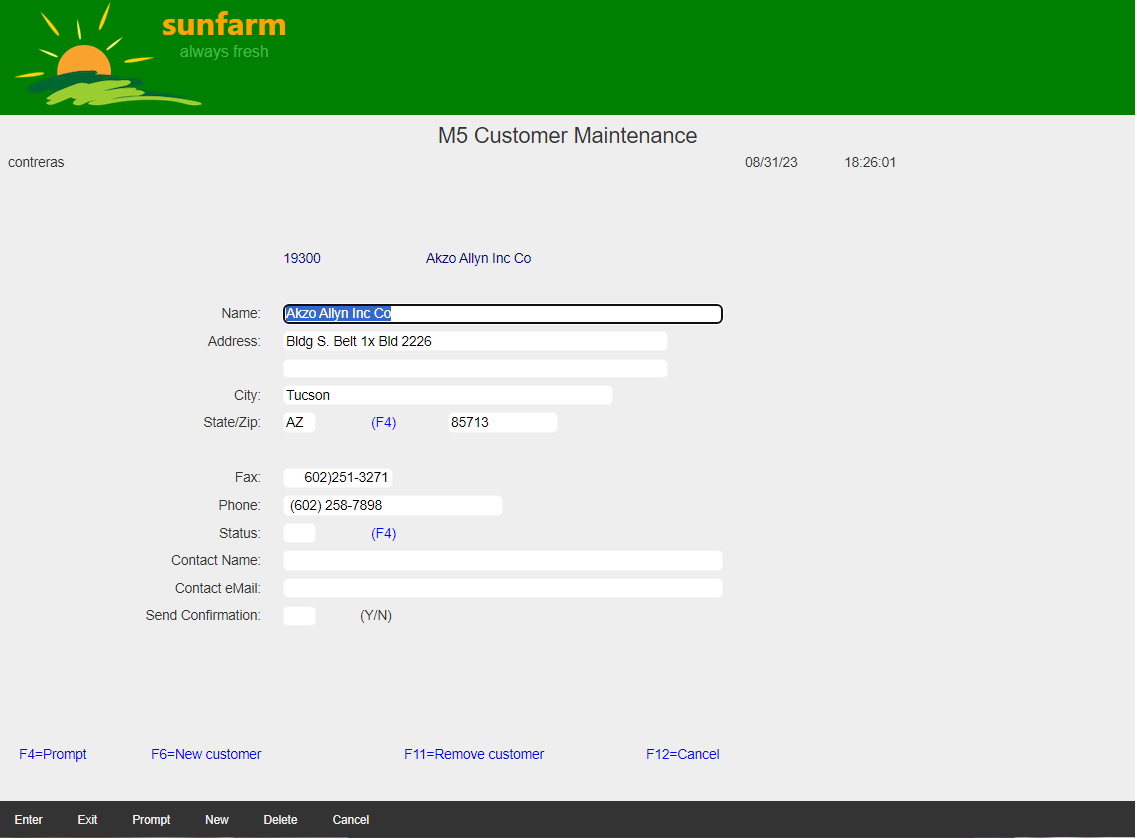 sunfarm
always fresh
M5 Customer Maintenance
contreras 08/31/23 18:26:01
19300 Akzo Allyn Inc Co
Name: Akzo Allyn Inc Co
Address: Bldg S. Belt 1x Bld 2226
City: Tucson
State/Zip: AZ (F4) 85713
Fax: 602)251-3271
Phone: (602) 258-7898
Status: (F4)
Contact Name:
Contact eMail:
Send Confirmation: (Y/N)
F4=Prompt F6=New customer F11=Remove customer F12=Cancel
Enter Exit Prompt New Delete Cancel